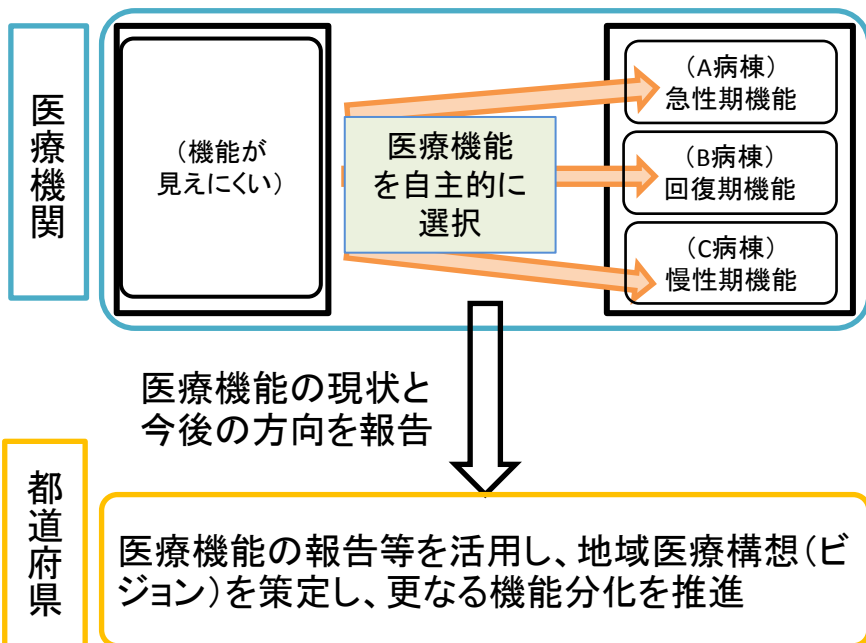 医療機関
（機能が
見えにくい）
医療機能
を自主的に
選択
（A病棟）
急性期機能
（B病棟）
回復期機能
（C病棟）
慢性期機能
医療機能の現状と
今後の方向を報告
都道府県
医療機能の報告等を活用し、地域医療構想（ビ
ジョン）を策定し、更なる機能分化を推進